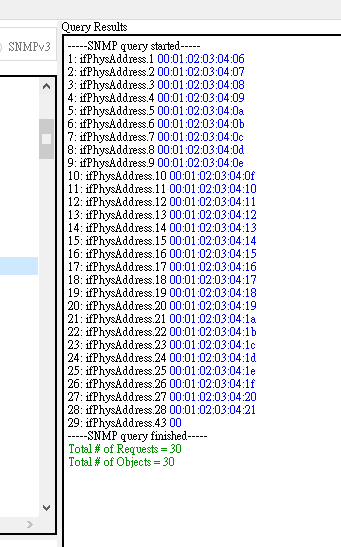 Query Results
SNMPv3
-----SNMP query started-----
1: ifPhysAddress.1 00:01:02:03:04:06
2: ifPhysAddress.2 00:01:02:03:04:07
3: ifPhysAddress.3 00:01:02:03:04:08
4: ifPhysAddress.4 00:01:02:03:04:09
5: ifPhysAddress.5 00:01:02:03:04:0a
6: ifPhysAddress.6 00:01:02:03:04:0b
7: ifPhysAddress.7 00:01:02:03:04:0c
8: ifPhysAddress.8 00:01:02:03:04:0d
9: ifPhysAddress.9 00:01:02:03:04:0e
10: ifPhysAddress.10 00:01:02:03:04:0f
11: ifPhysAddress.11 00:01:02:03:04:10
12: ifPhysAddress.12 00:01:02:03:04:11
13: ifPhysAddress.13 00:01:02:03:04:12
14: ifPhysAddress.14 00:01:02:03:04:13
15: ifPhysAddress.15 00:01:02:03:04:14
16: ifPhysAddress.16 00:01:02:03:04:15
17: ifPhysAddress.17 00:01:02:03:04:16
18: ifPhysAddress.18 00:01:02:03:04:17
19: ifPhysAddress.19 00:01:02:03:04:18
20: ifPhysAddress.20 00:01:02:03:04:19
21: ifPhysAddress.21 00:01:02:03:04:1a
22: ifPhysAddress.22 00:01:02:03:04:1b
23: ifPhysAddress.23 00:01:02:03:04:1c
24: ifPhysAddress.24 00:01:02:03:04:1d
25: ifPhysAddress.25 00:01:02:03:04:1e
26: ifPhysAddress.26 00:01:02:03:04:1f
27: ifPhysAddress.27 00:01:02:03:04:20
28: ifPhysAddress.28 00:01:02:03:04:21
29: ifPhysAddress.43 00
-----SNMP query finished-----
Total # of Requests = 30
Total # of Objects = 30